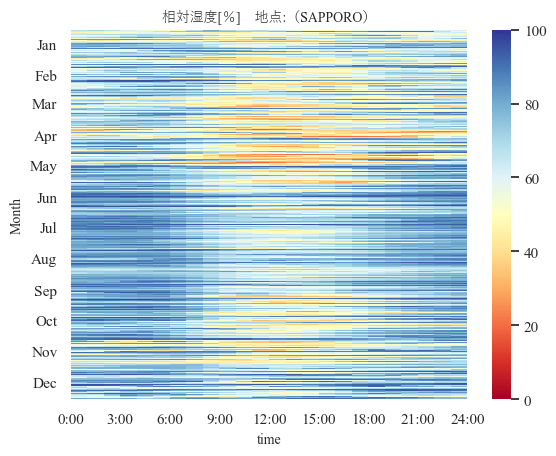 相対湿度[%] 地点:（SAPPORO）
Jan
Feb
Mar
Apr
May
Jun
Jul
Aug
Sep
Oct
Nov
Dec
Month
0:00 3:00 6:00 9:00 12:00 15:00 18:00 21:00 24:00
time
100
80
60
40
20
0